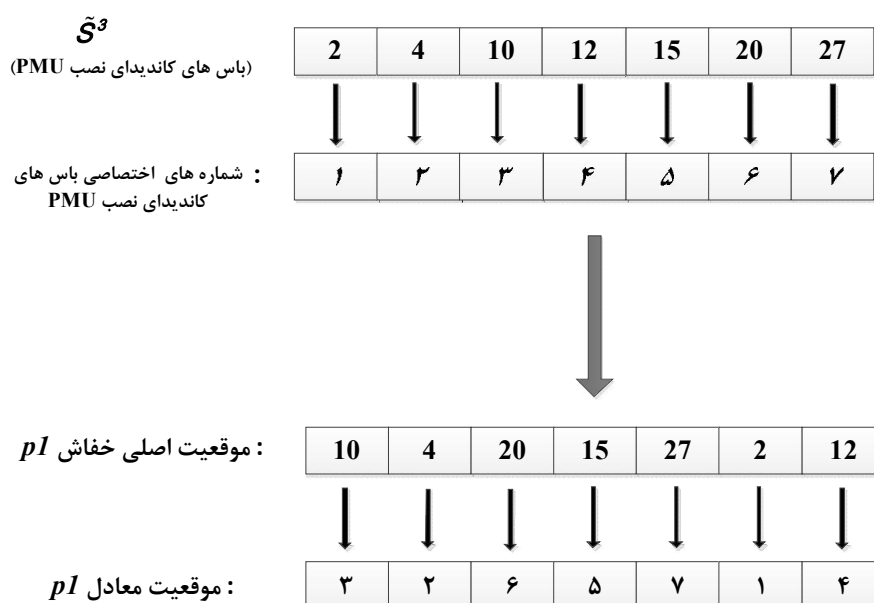 S̃³
(باس های کاندیدای نصب PMU)
2 4 10 12 15 20 27
شماره های اختصاصی باس های :
کاندیدای نصب PMU
۱ ۲ ۳ ۴ ۵ ۶ ۷
موقعیت اصلی خفاش p1 :
10 4 20 15 27 2 12
موقعیت معادل p1 :
۳ ۲ ۶ ۵ ۷ ۱ ۴